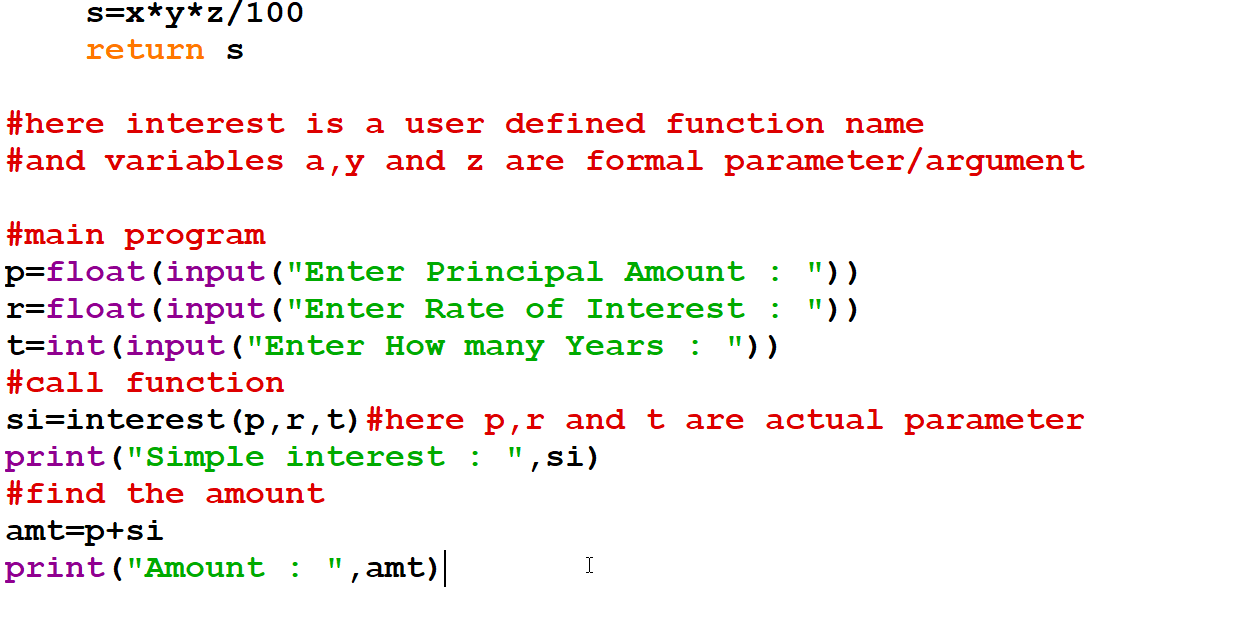 s=x*y*z/100
return s
#here interest is a user defined function name
#and variables a,y and z are formal parameter/argument
#main program
p=float(input("Enter Principal Amount : "))
r=float(input("Enter Rate of Interest : "))
t=int(input("Enter How many Years : "))
#call function
si=interest(p,r,t)#here p,r and t are actual parameter
print("Simple interest : ",si)
#find the amount
amt=p+si
print("Amount : ",amt)